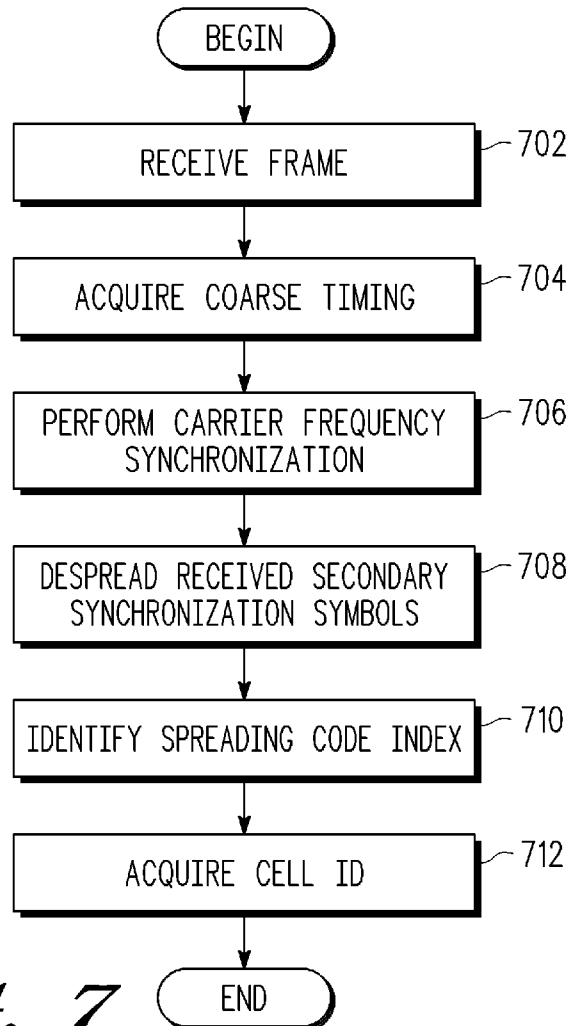 BEGIN
RECEIVE FRAME
702
ACQUIRE COARSE TIMING
704
PERFORM CARRIER FREQUENCY
SYNCHRONIZATION
706
DESPREAD RECEIVED SECONDARY
SYNCHRONIZATION SYMBOLS
708
IDENTIFY SPREADING CODE INDEX
710
ACQUIRE CELL ID
712
END
7